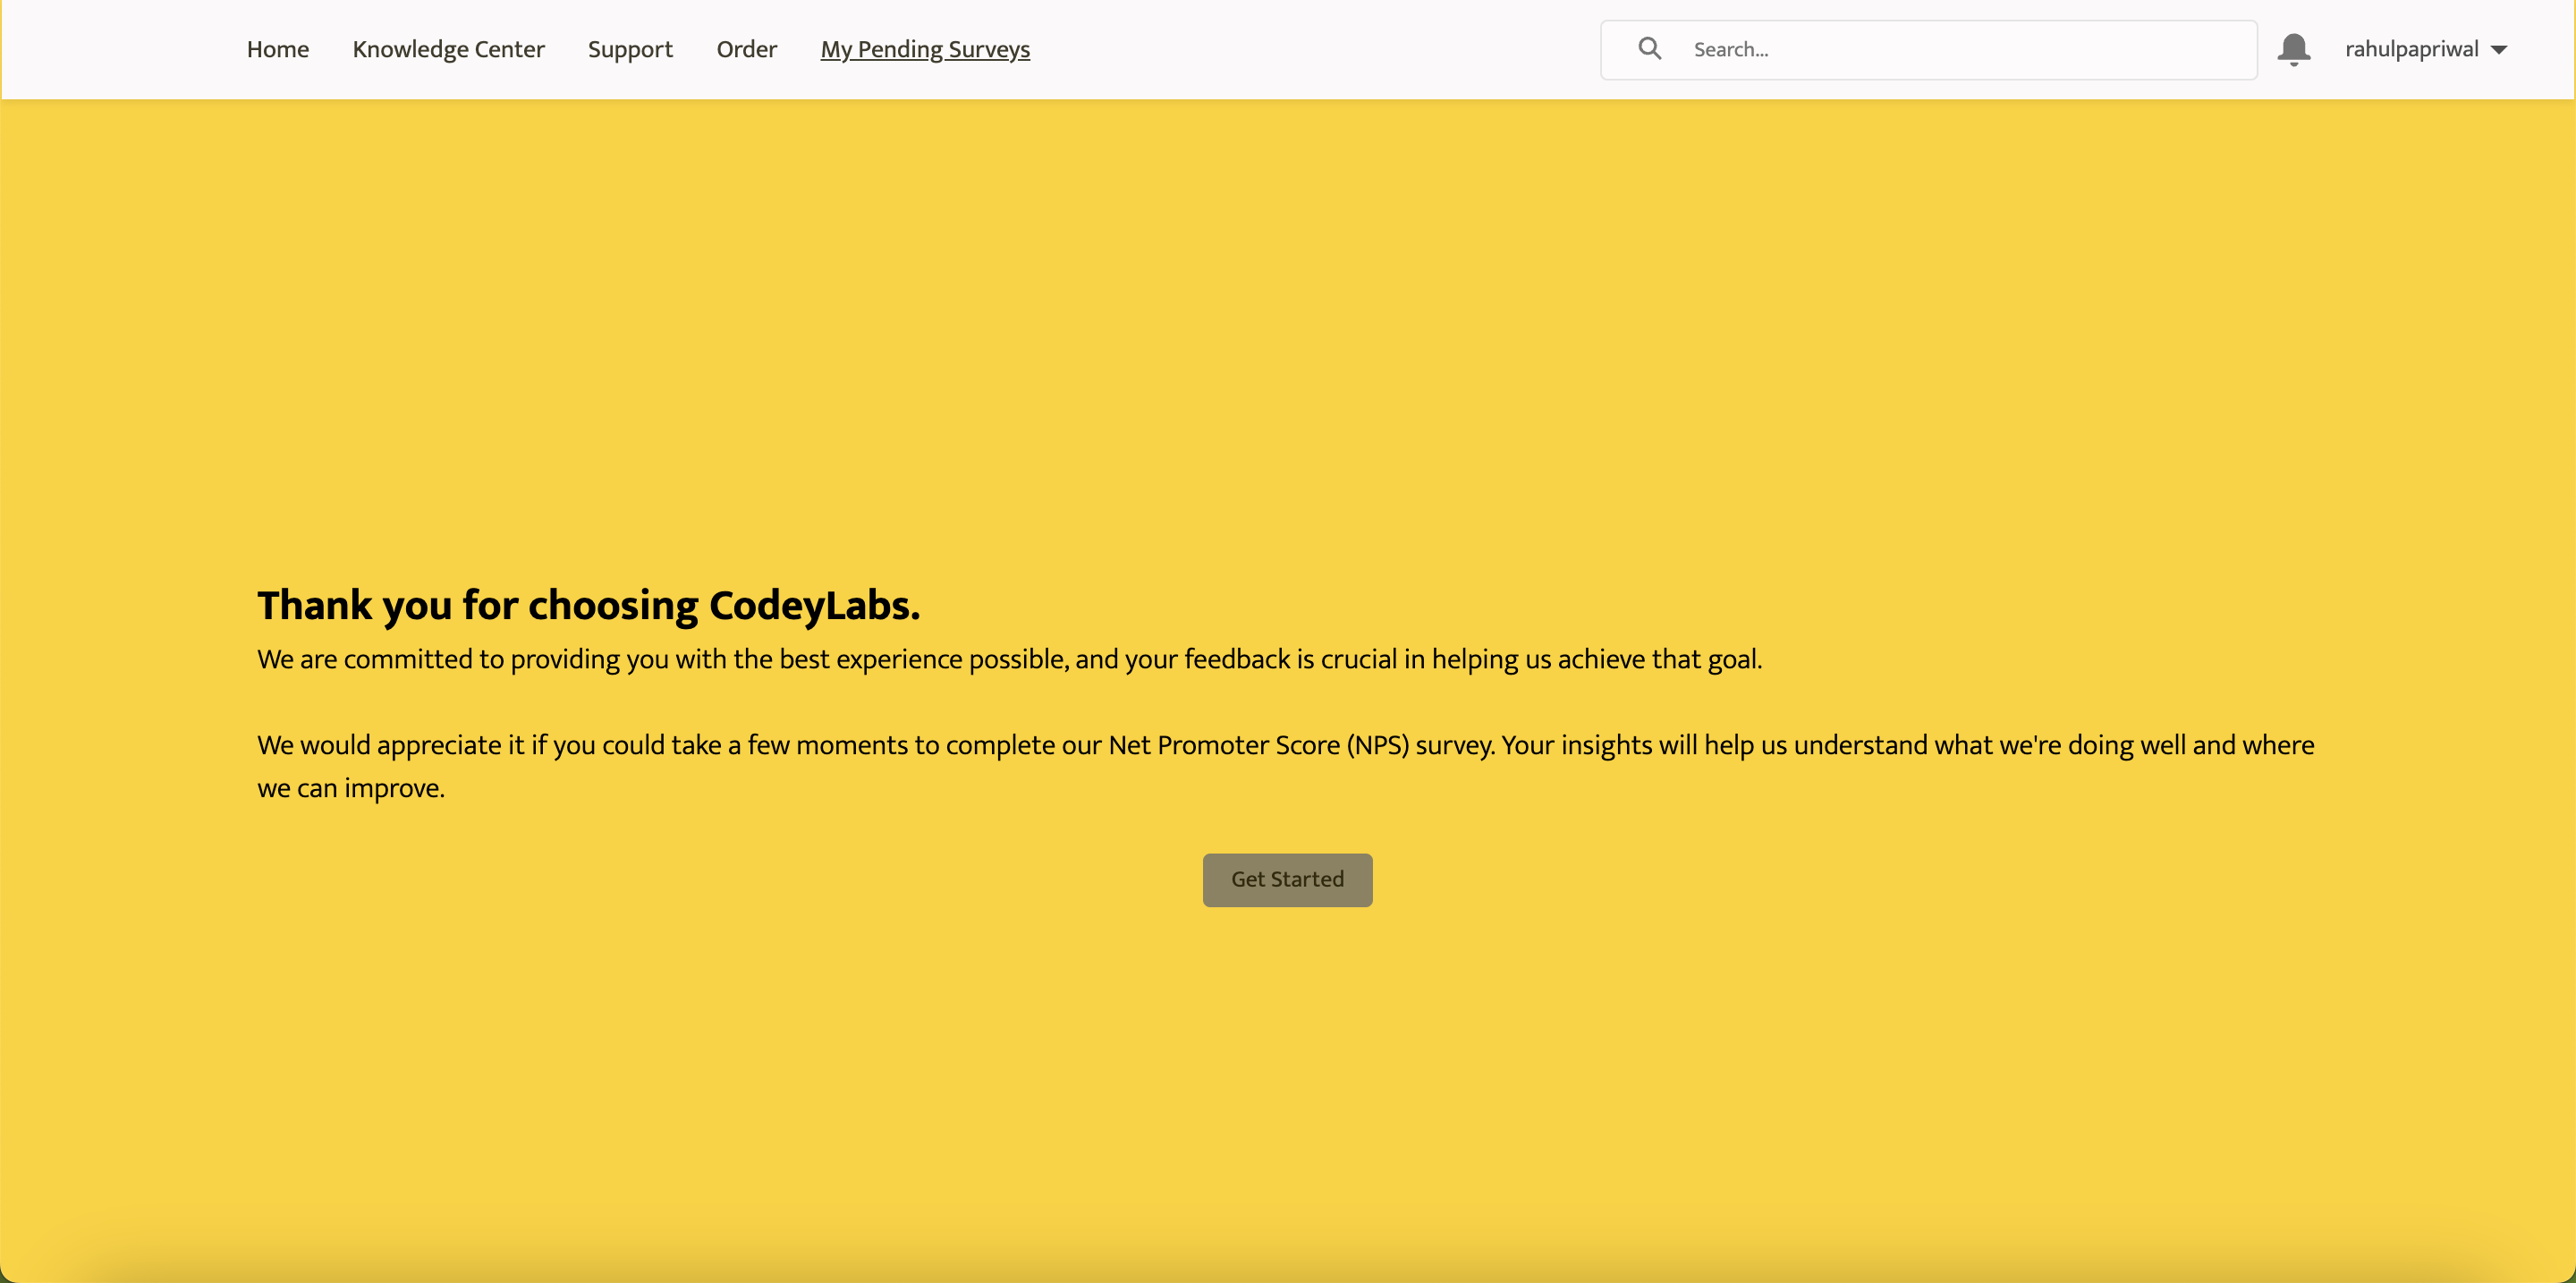 Home
Knowledge Center
Support
Order
My Pending Surveys
Search...
rahulpapriwal
Thank you for choosing CodeyLabs.
We are committed to providing you with the best experience possible, and your feedback is crucial in helping us achieve that goal.
We would appreciate it if you could take a few moments to complete our Net Promoter Score (NPS) survey. Your insights will help us understand what we're doing well and where
we can improve.
Get Started